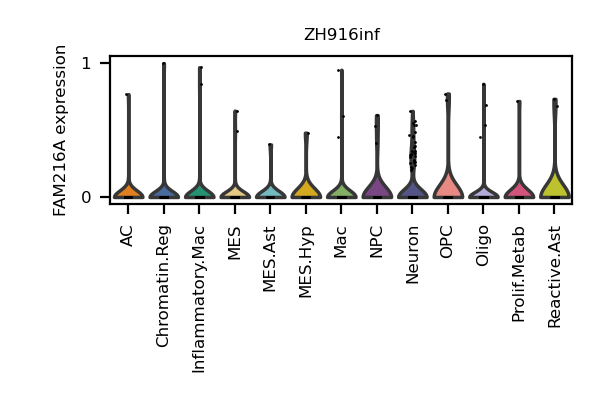 ZH916inf
FAM216A expression
1
0
AC
Chromatin.Reg
Inflammatory.Mac
MES
MES.Ast
MES.Hyp
Mac
NPC
Neuron
OPC
Oligo
Prolif.Metab
Reactive.Ast